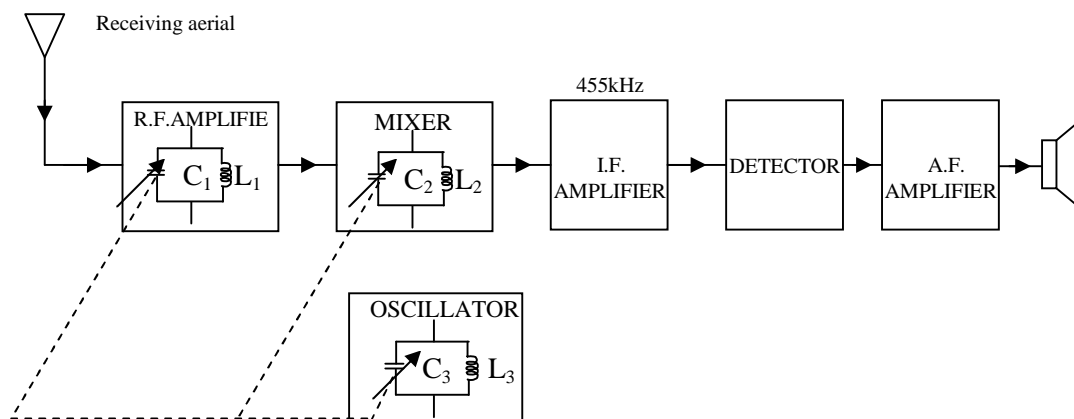 Receiving aerial
455kHz
R.F.AMPLIFIE
C1 L1
MIXER
C2 L2
I.F.
AMPLIFIER
DETECTOR
A.F.
AMPLIFIER
OSCILLATOR
C3 L3